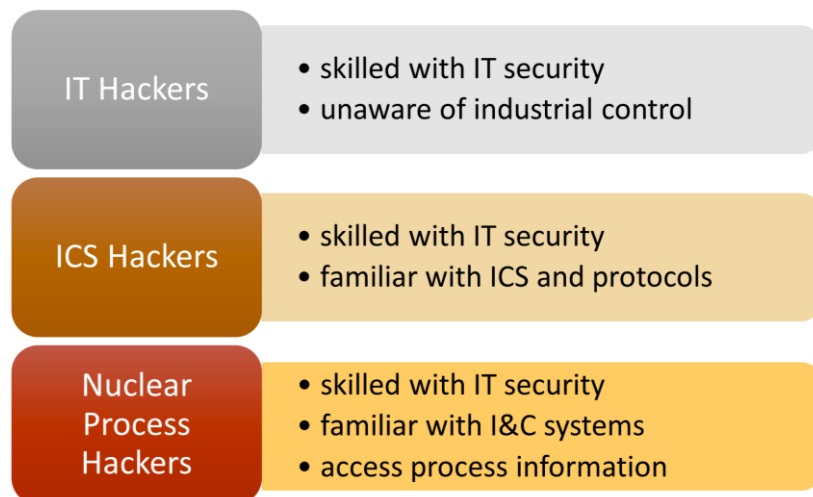 IT Hackers
• skilled with IT security
• unaware of industrial control
ICS Hackers
• skilled with IT security
• familiar with ICS and protocols
Nuclear
Process
Hackers
• skilled with IT security
• familiar with I&C systems
• access process information